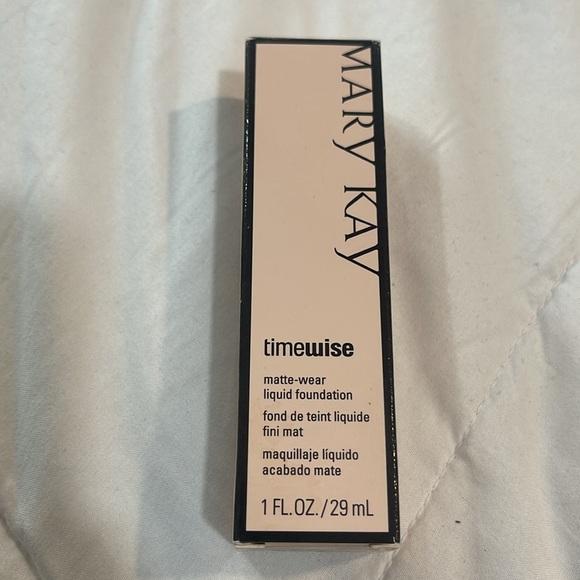 MARY KAY
timewise
matte-wear
liquid foundation
fond de teint liquide
fini mat
maquillaje líquido
acabado mate
1 FL.OZ./29 mL